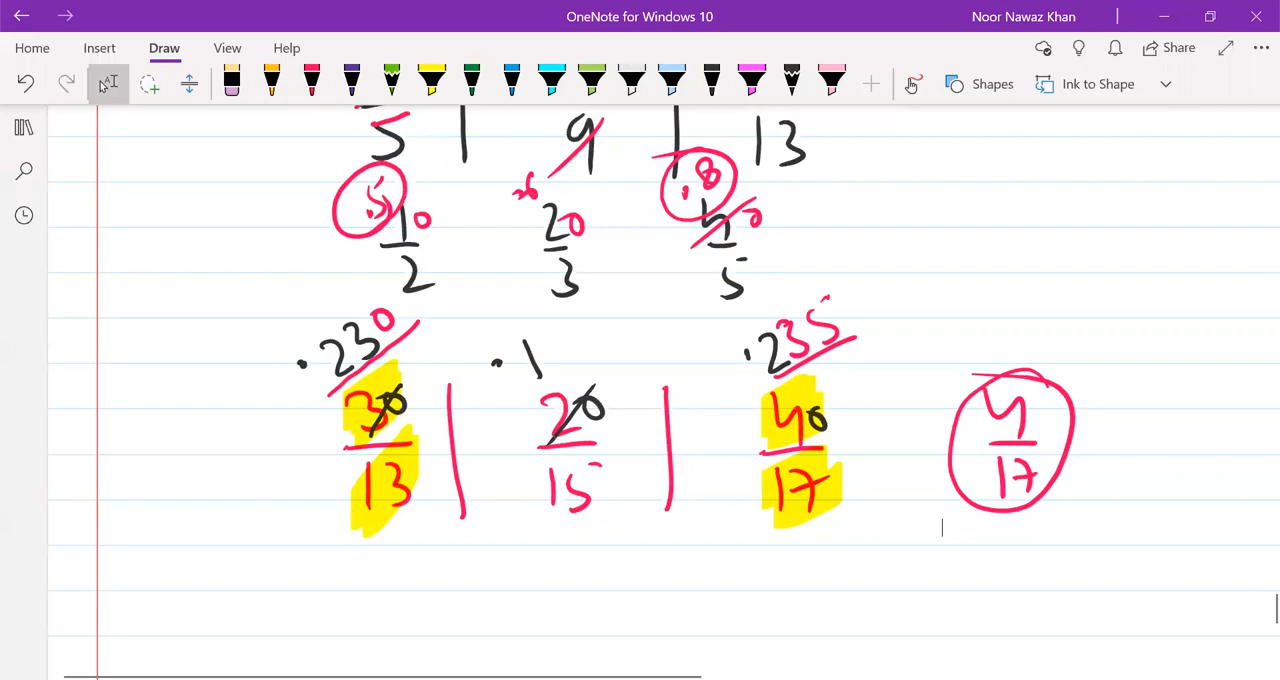 OneNote for Windows 10
Noor Nawaz Khan
Home Insert Draw View Help
Share
Shapes
Ink to Shape
5 | 9 | 13
.5 .6 .8
10 20 40
2 3 5
.230 .1 .235
30 | 20 | 40 4
13 15 17 17